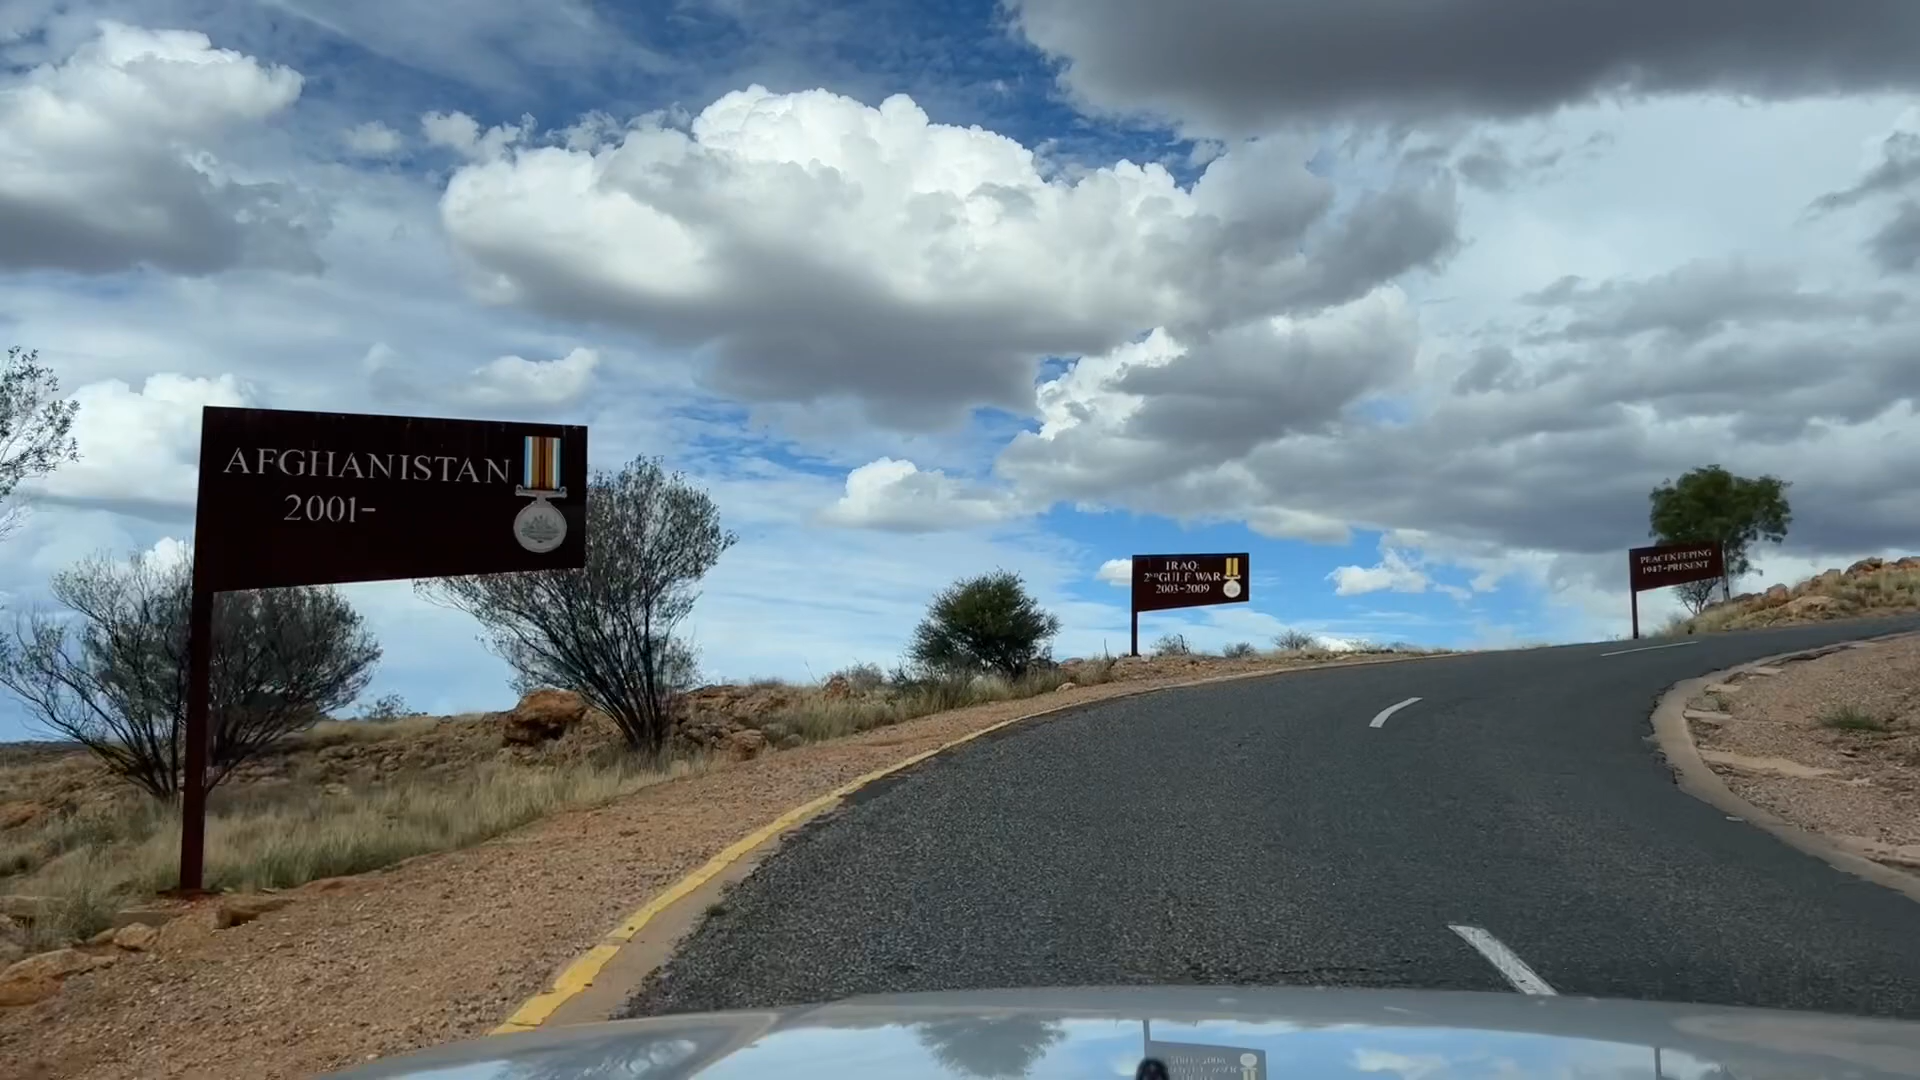 AFGHANISTAN
2001-
IRAQ:
2ND GULF WAR
2003-2009
PEACEKEEPING
1947-PRESENT